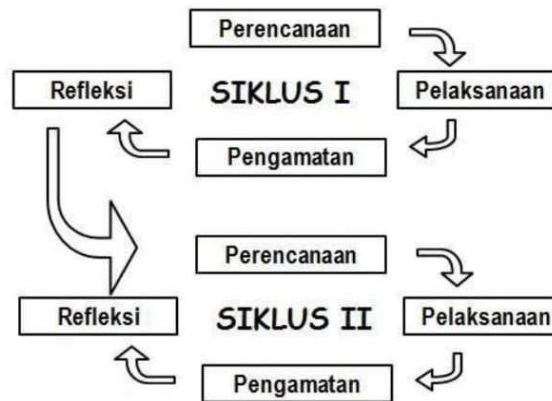 Perencanaan
Refleksi
SIKLUS I
Pelaksanaan
Pengamatan
Perencanaan
Refleksi
SIKLUS II
Pelaksanaan
Pengamatan